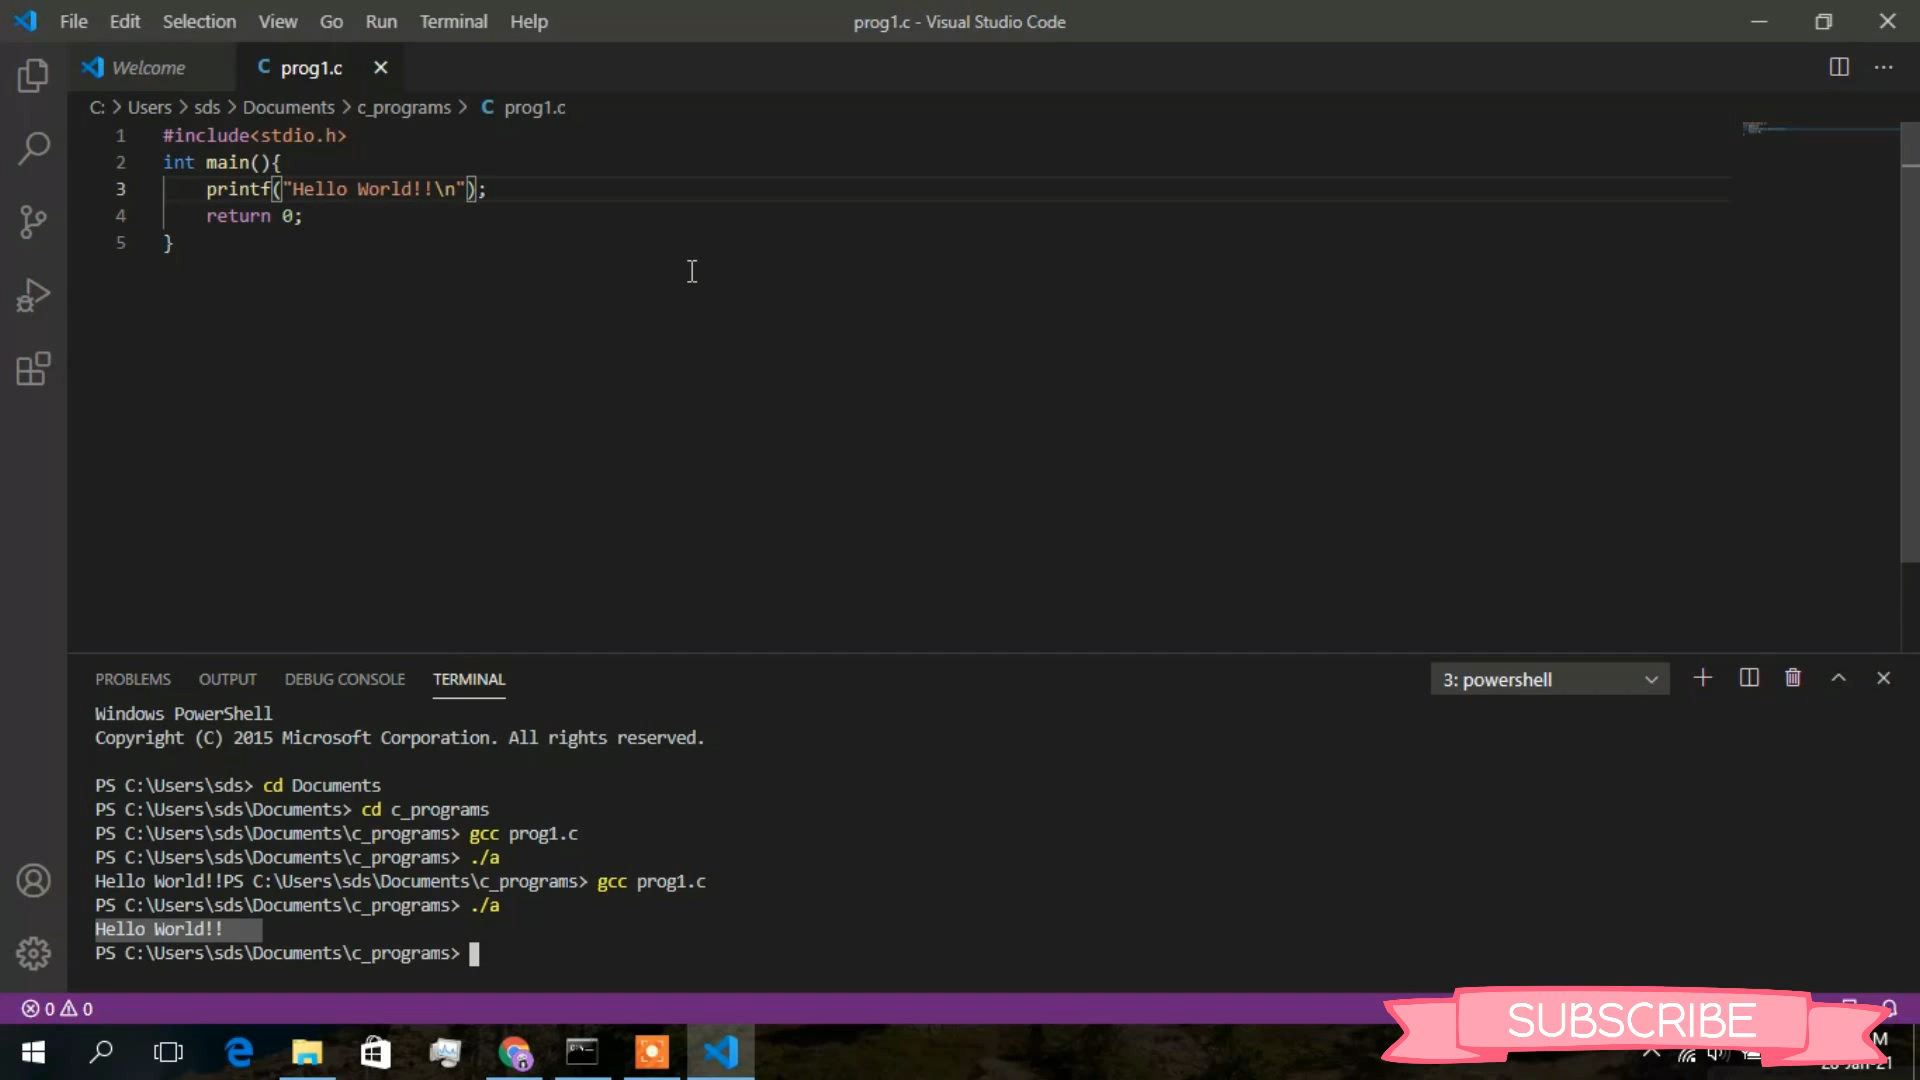 File Edit Selection View Go Run Terminal Help
prog1.c - Visual Studio Code
Welcome
C prog1.c
C: > Users > sds > Documents > c_programs > C prog1.c
1 #include<stdio.h>
2 int main(){
3 printf("Hello World!!\n");
4 return 0;
5 }
PROBLEMS OUTPUT DEBUG CONSOLE TERMINAL
3: powershell
Windows PowerShell
Copyright (C) 2015 Microsoft Corporation. All rights reserved.
PS C:\Users\sds> cd Documents
PS C:\Users\sds\Documents> cd c_programs
PS C:\Users\sds\Documents\c_programs> gcc prog1.c
PS C:\Users\sds\Documents\c_programs> ./a
Hello World!!PS C:\Users\sds\Documents\c_programs> gcc prog1.c
PS C:\Users\sds\Documents\c_programs> ./a
Hello World!!
PS C:\Users\sds\Documents\c_programs>
0 0
SUBSCRIBE